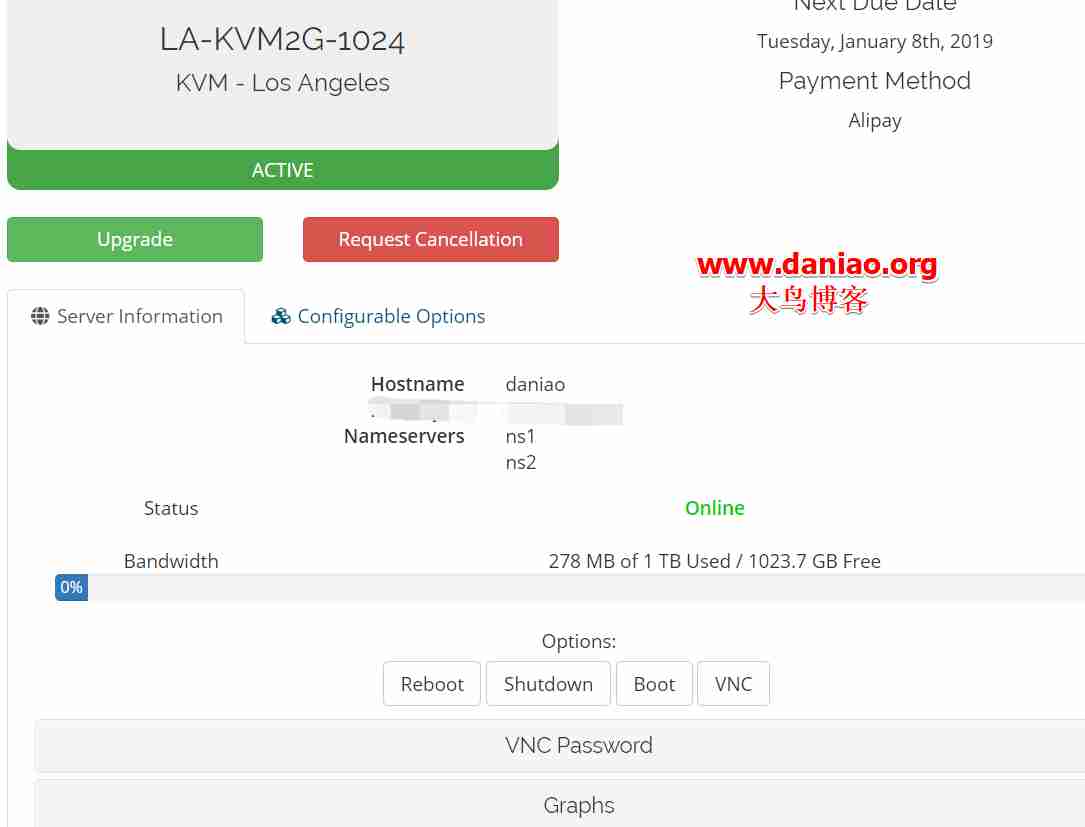 LA-KVM2G-1024
KVM - Los Angeles
ACTIVE
Upgrade
Request Cancellation
Next Due Date
Tuesday, January 8th, 2019
Payment Method
Alipay
www.daniao.org
大鸟博客
Server Information
Configurable Options
Hostname daniao
Nameservers ns1
ns2
Status Online
Bandwidth 278 MB of 1 TB Used / 1023.7 GB Free
0%
Options:
Reboot Shutdown Boot VNC
VNC Password
Graphs